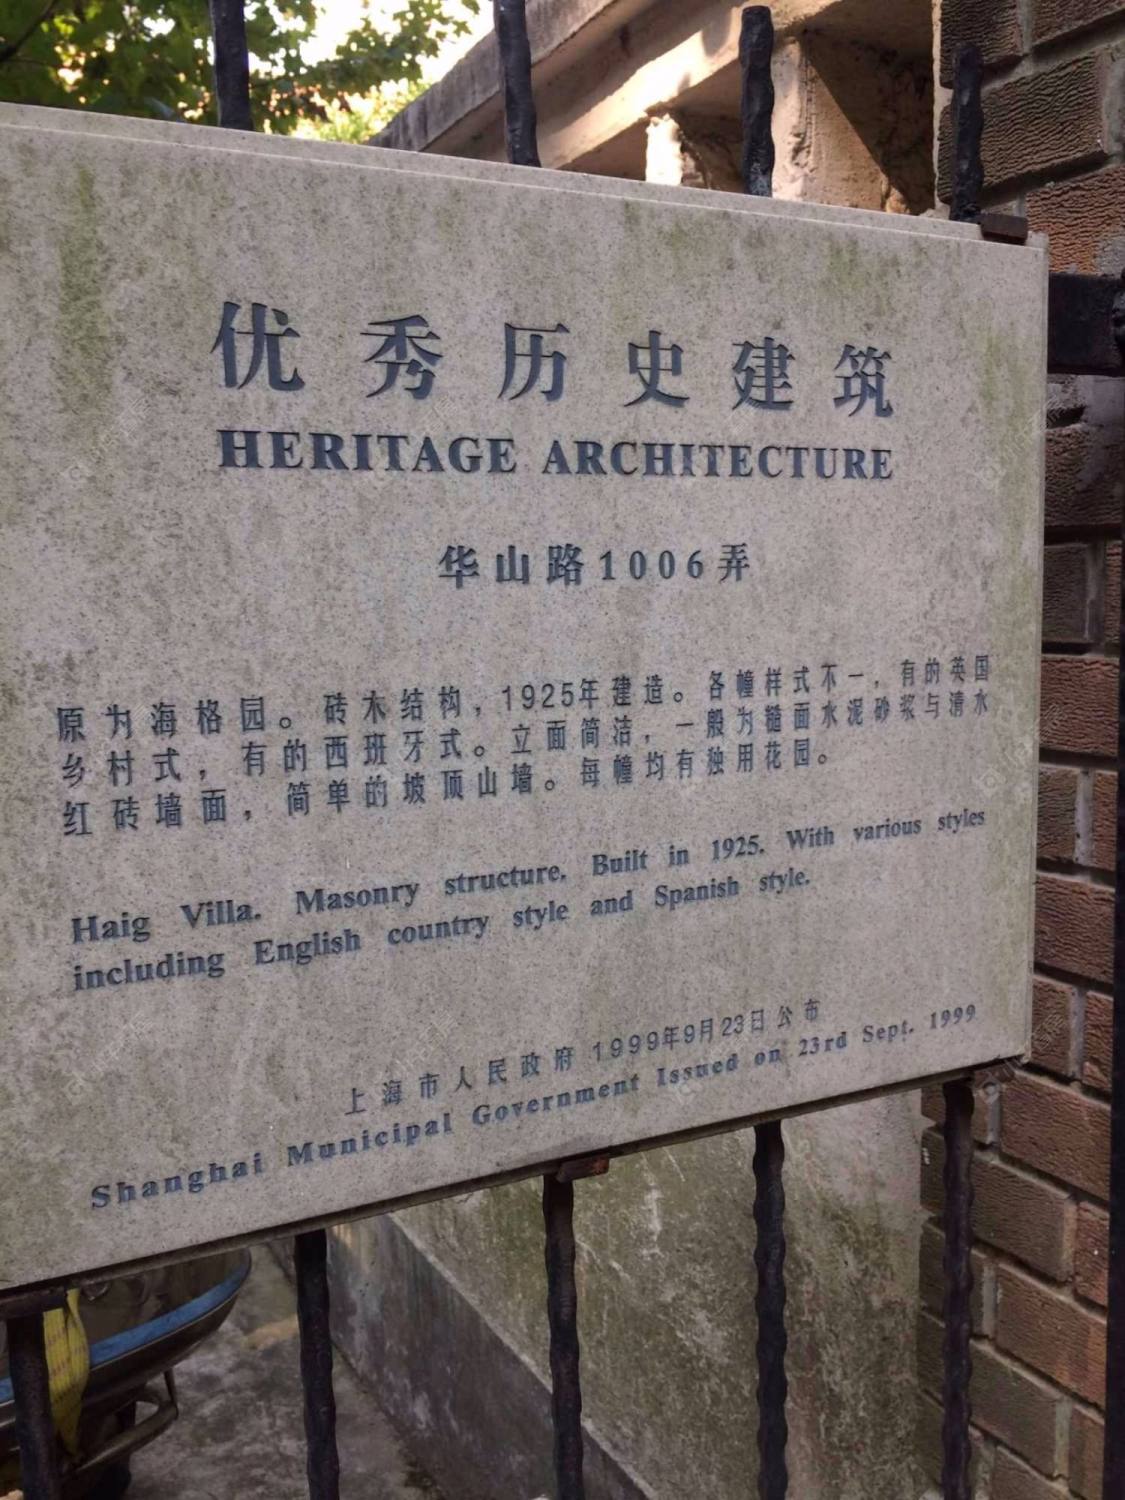 优秀历史建筑
HERITAGE ARCHITECTURE
华山路1006弄
原为海格园。砖木结构，1925年建造。各幢样式不一，有的英国
乡村式，有的西班牙式。立面简洁，一般为糙面水泥砂浆与清水
红砖墙面，简单的坡顶山墙。每幢均有独用花园。
Haig Villa. Masonry structure. Built in 1925. With various styles
including English country style and Spanish style.
上海市人民政府 1999年9月23日公布
Shanghai Municipal Government Issued on 23rd Sept. 1999